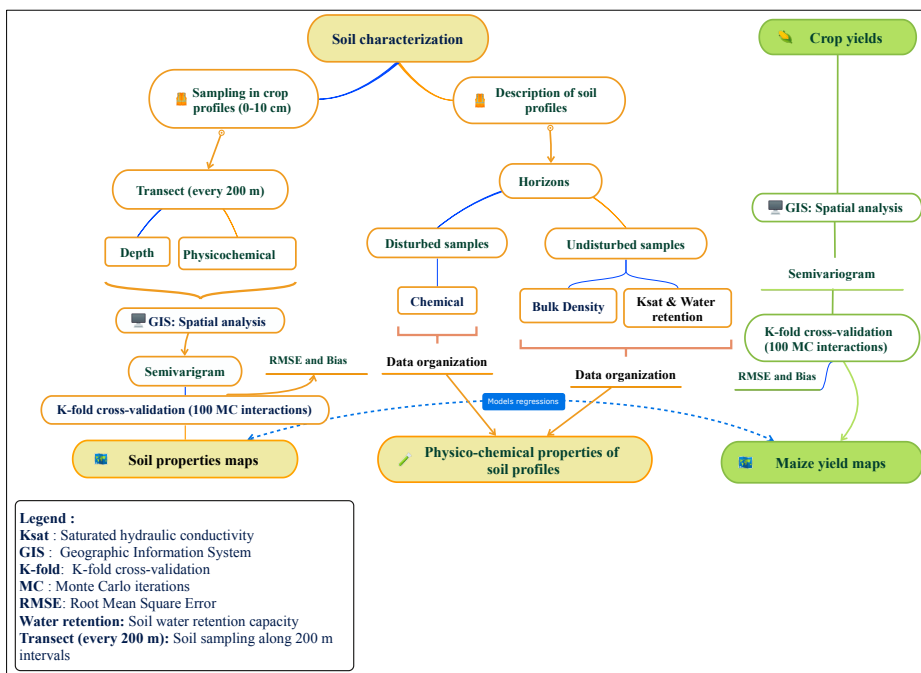 Soil characterization
Crop yields
Sampling in crop
profiles (0-10 cm)
Description of soil
profiles
Transect (every 200 m)
Horizons
GIS: Spatial analysis
Depth
Physicochemical
Disturbed samples
Undisturbed samples
Semivariogram
Chemical
Bulk Density
Ksat & Water
retention
GIS: Spatial analysis
K-fold cross-validation
(100 MC interactions)
RMSE and Bias
Data organization
Semivarigram
Data organization
RMSE and Bias
K-fold cross-validation (100 MC interactions)
Models regressions
Soil properties maps
Physico-chemical properties of
soil profiles
Maize yield maps
Legend :
Ksat : Saturated hydraulic conductivity
GIS : Geographic Information System
K-fold: K-fold cross-validation
MC : Monte Carlo iterations
RMSE: Root Mean Square Error
Water retention: Soil water retention capacity
Transect (every 200 m): Soil sampling along 200 m
intervals